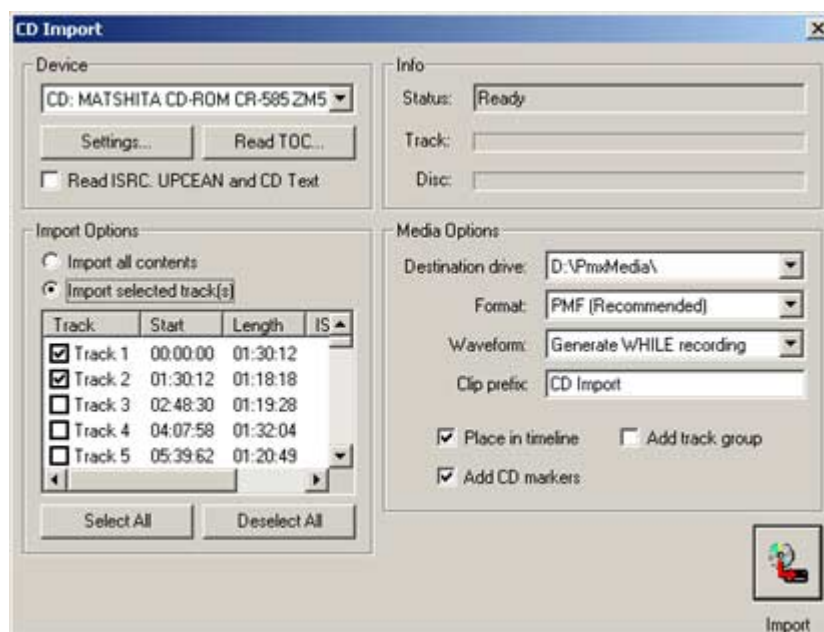 CD Import
Device
CD: MATSHITA CD-ROM CR-585 ZM5
Settings...
Read TOC...
Read ISRC. UPCEAN and CD Text
Info
Status: Ready
Track:
Disc:
Import Options
Import all contents
Import selected track(s)
Track Start Length IS
Track 1 00:00:00 01:30:12
Track 2 01:30:12 01:18:18
Track 3 02:48:30 01:19:28
Track 4 04:07:58 01:32:04
Track 5 05:39:62 01:20:49
Select All
Deselect All
Media Options
Destination drive: D:\PmxMedia\
Format: PMF (Recommended)
Waveform: Generate WHILE recording
Clip prefix: CD Import
Place in timeline
Add track group
Add CD markers
Import